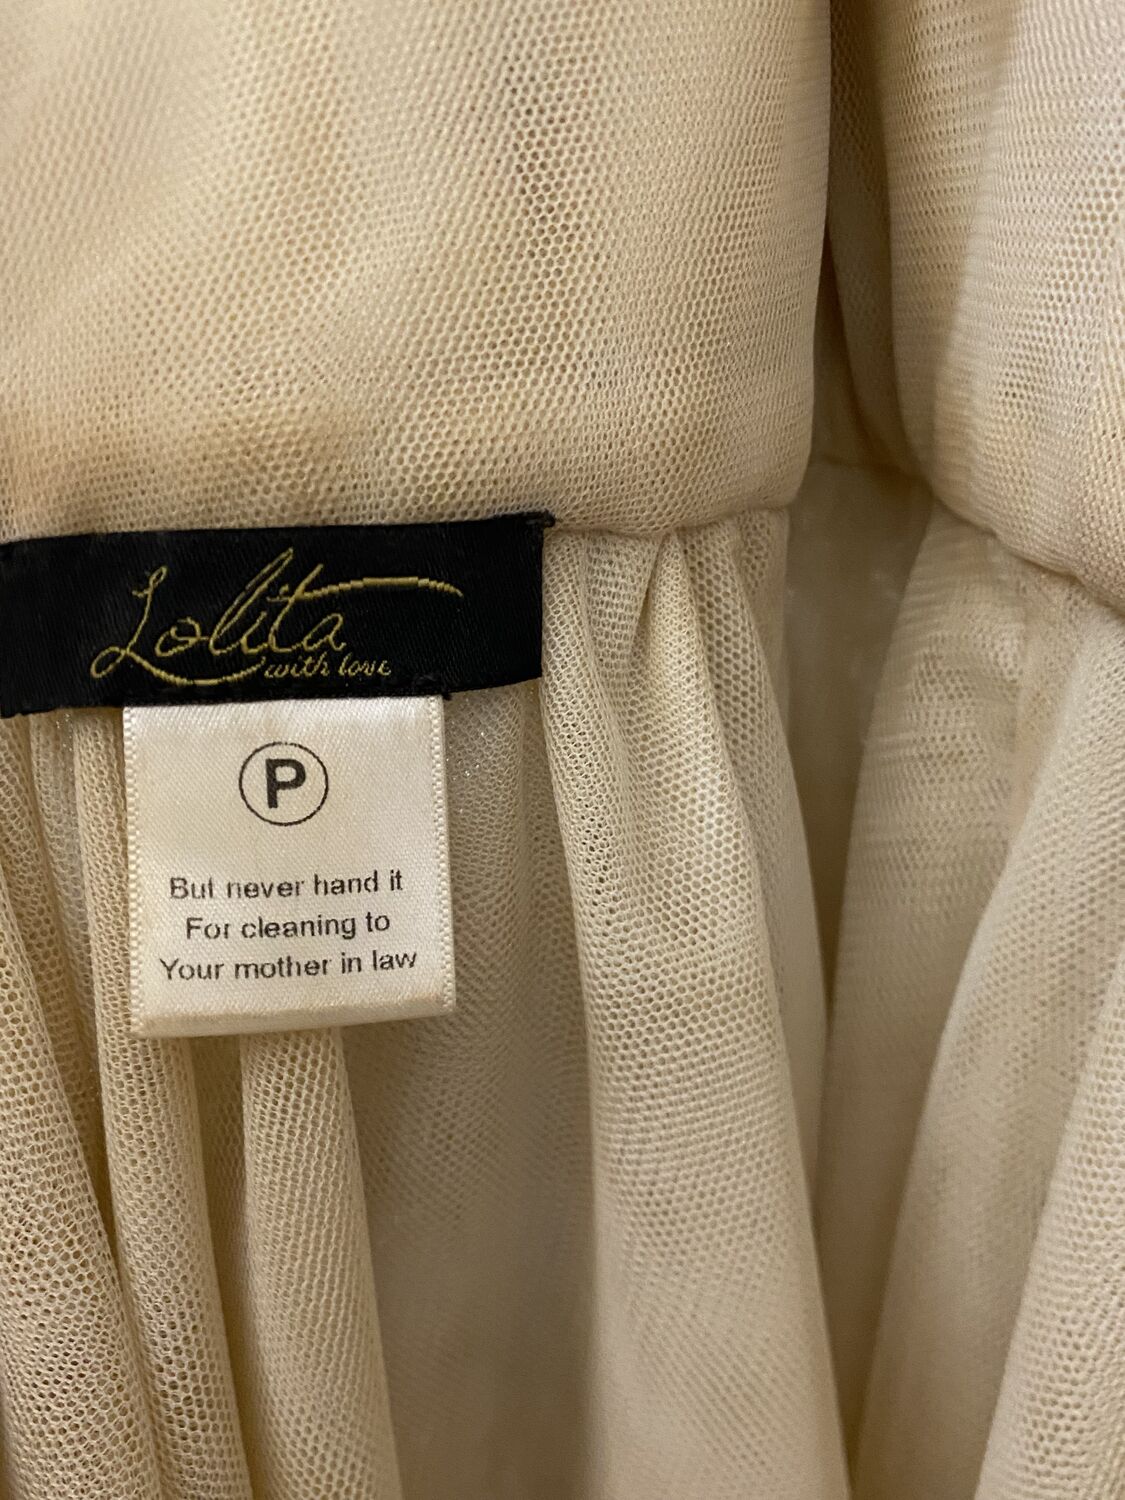 Lolita
with love
P
But never hand it
For cleaning to
Your mother in law